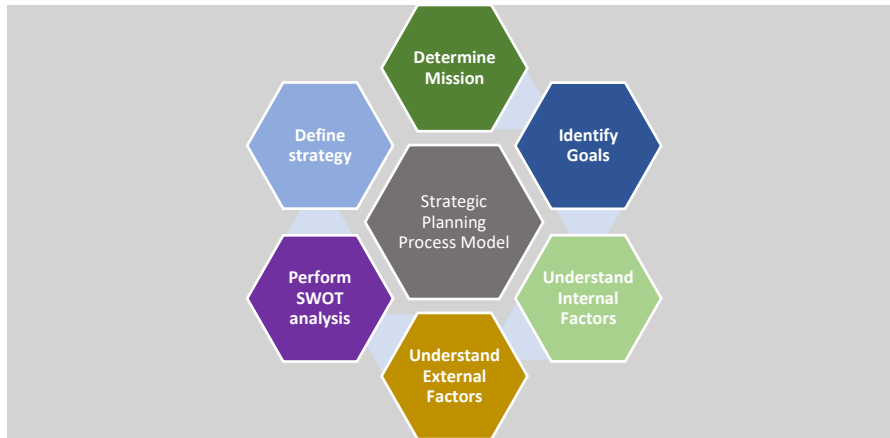 Determine
Mission
Identify
Goals
Understand
Internal
Factors
Understand
External
Factors
Perform
SWOT
analysis
Define
strategy
Strategic
Planning
Process Model